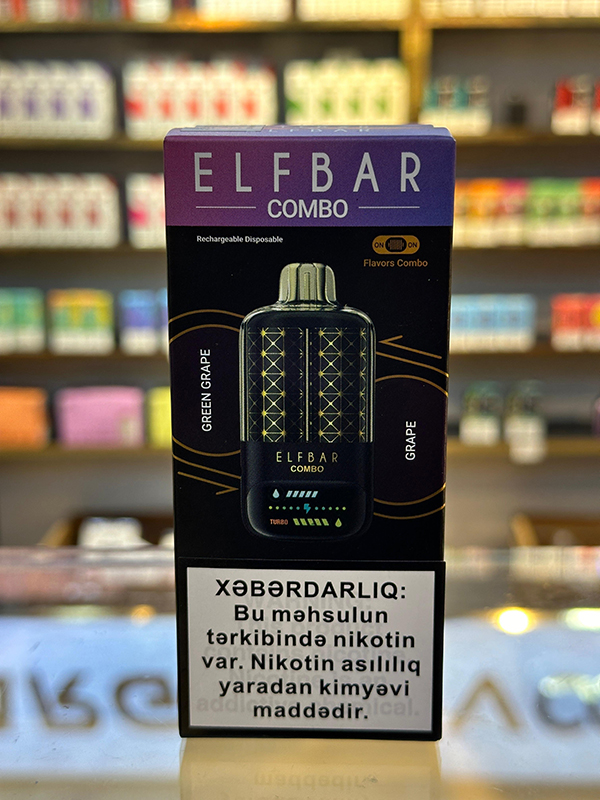 ELFBAR
COMBO
Rechargeable Disposable
ON ON
Flavors Combo
GREEN GRAPE
GRAPE
ELFBAR
COMBO
TURBO
XƏBƏRDARLIQ:
Bu məhsulun
tərkibində nikotin
var. Nikotin asılılıq
yaradan kimyəvi
maddədir.